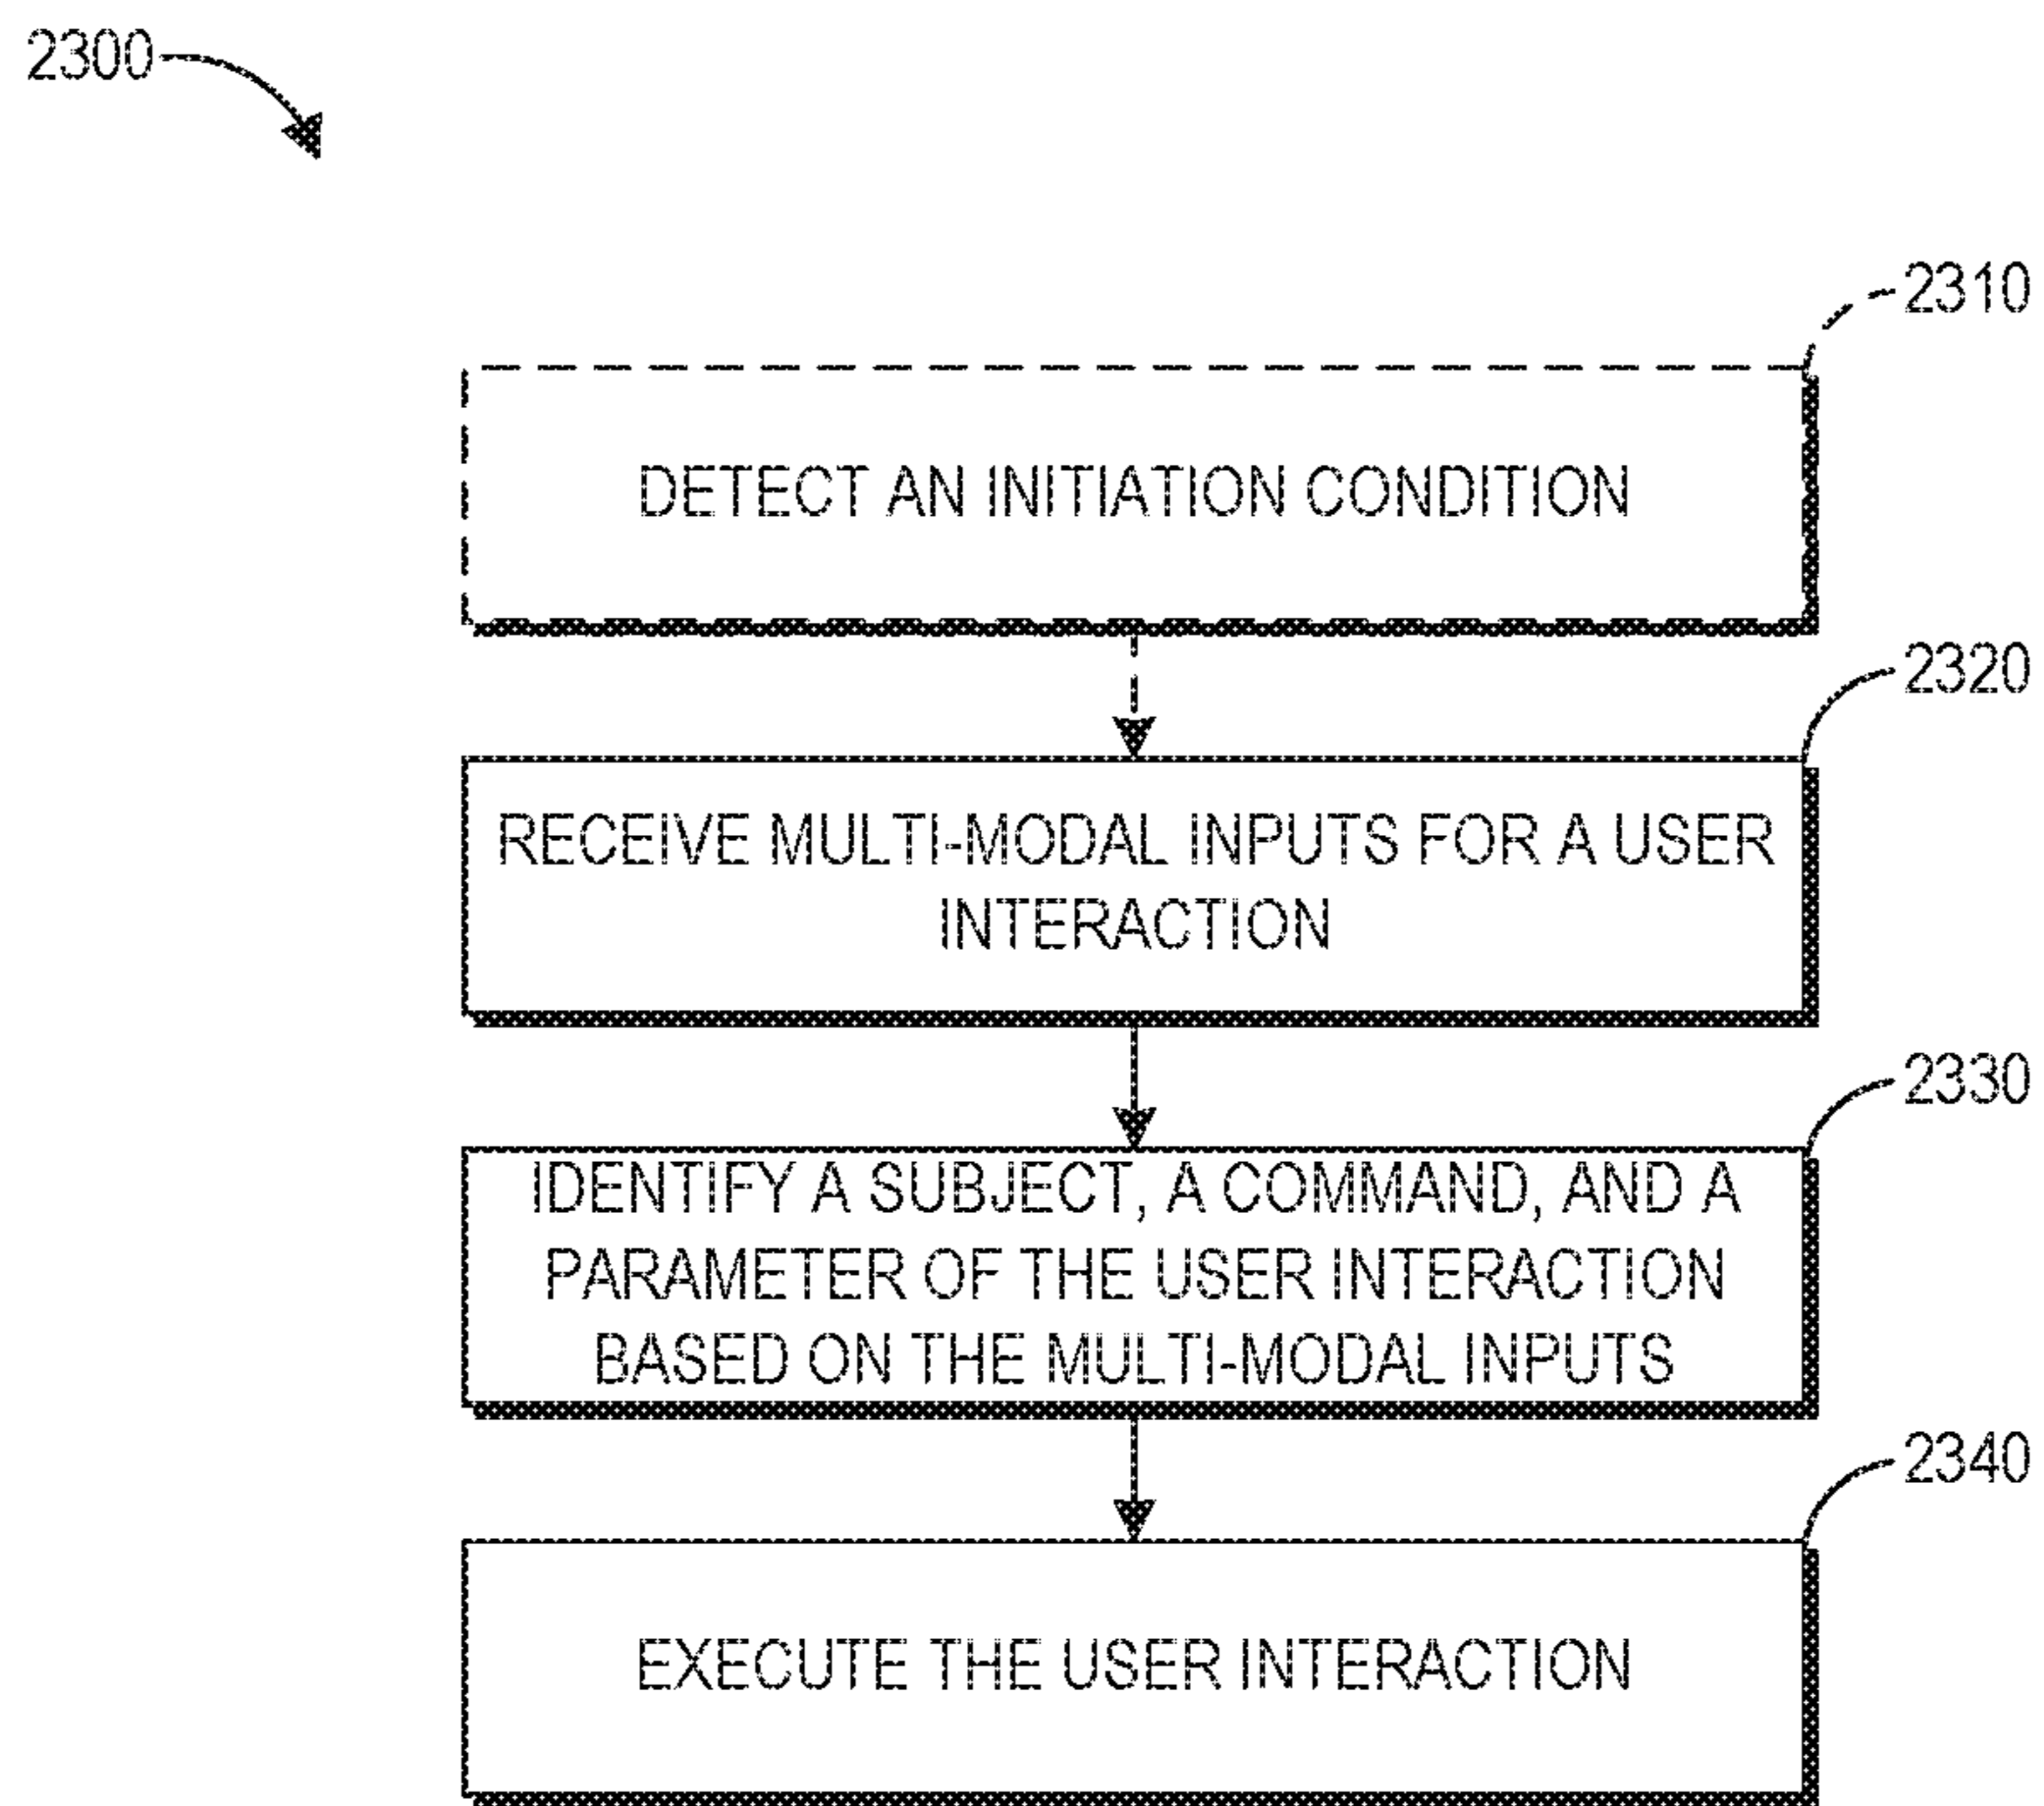 2300
2310
DETECT AN INITIATION CONDITION
2320
RECEIVE MULTI-MODAL INPUTS FOR A USER
INTERACTION
2330
IDENTIFY A SUBJECT, A COMMAND, AND A
PARAMETER OF THE USER INTERACTION
BASED ON THE MULTI-MODAL INPUTS
2340
EXECUTE THE USER INTERACTION